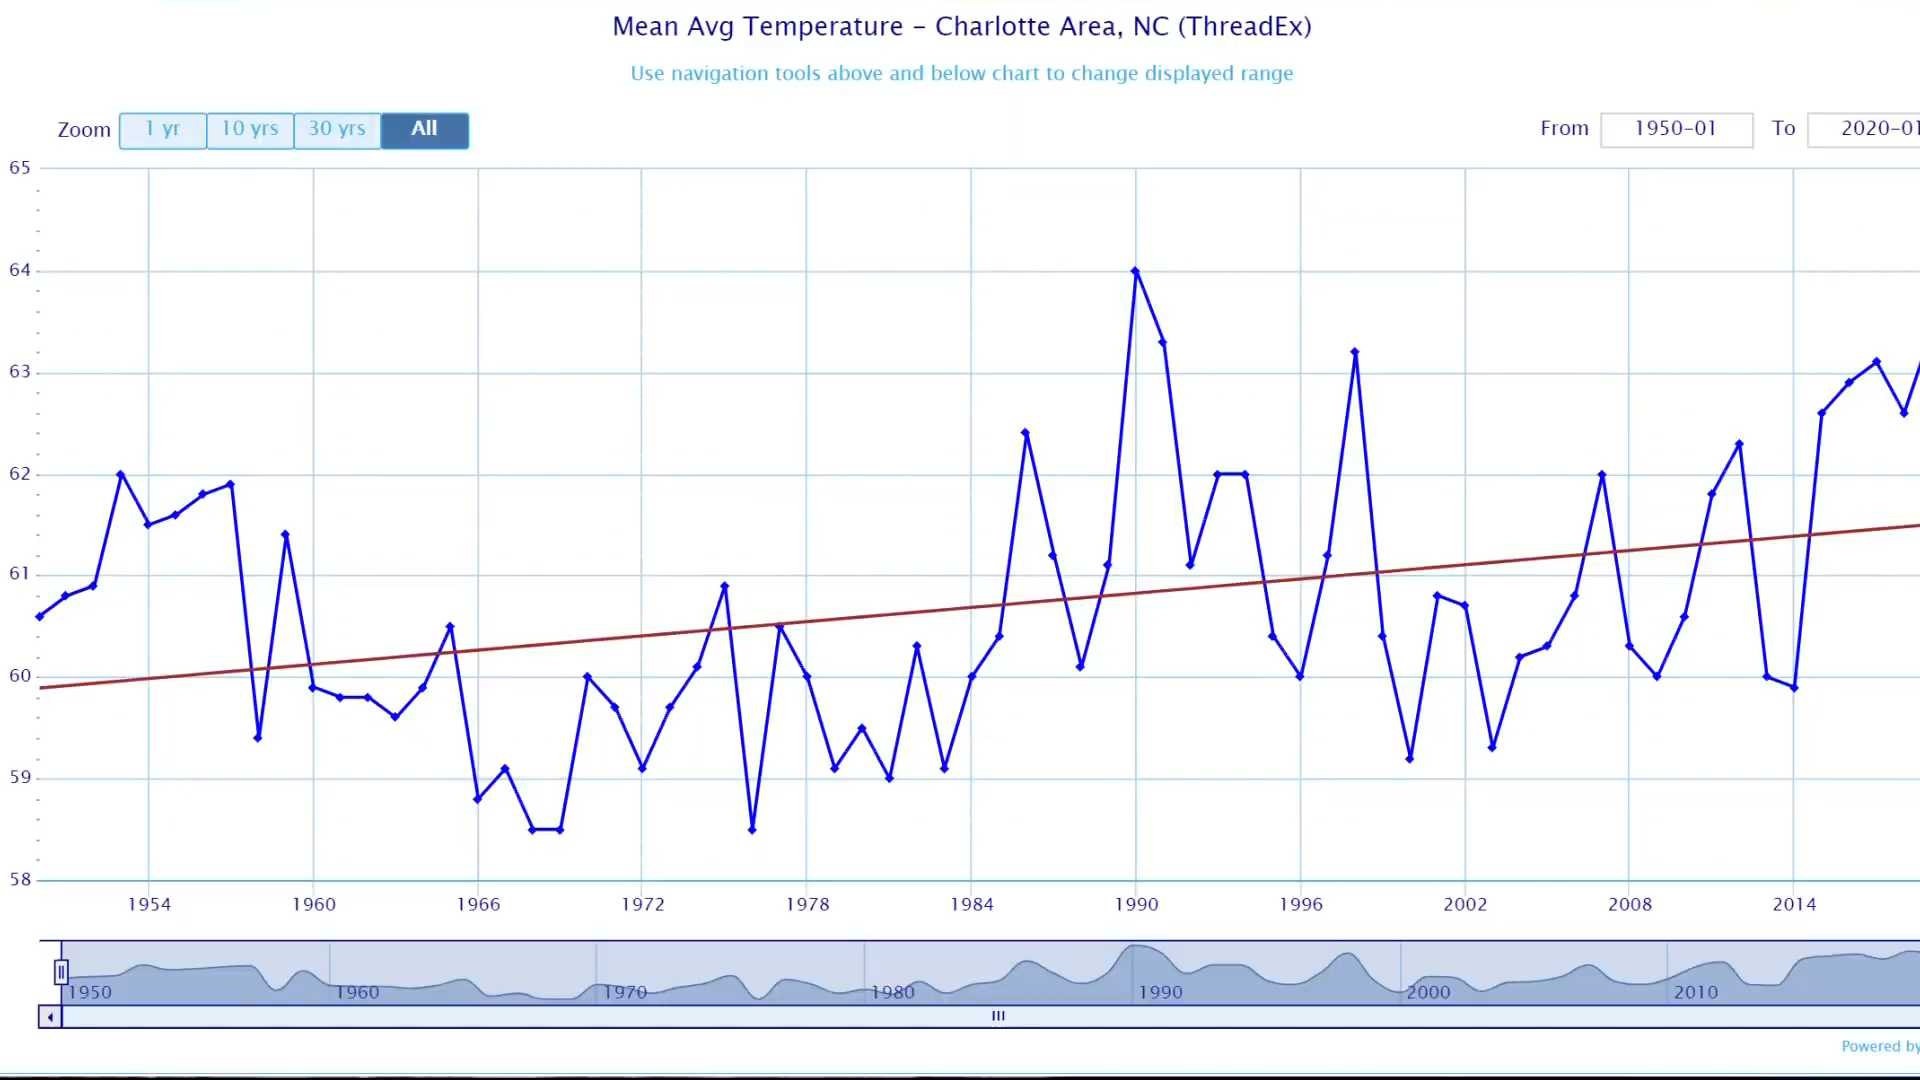 Mean Avg Temperature – Charlotte Area, NC (ThreadEx)
Use navigation tools above and below chart to change displayed range
Zoom 1 yr 10 yrs 30 yrs All From 1950-01 To 2020-01
65
64
63
62
61
60
59
58
1954 1960 1966 1972 1978 1984 1990 1996 2002 2008 2014
1950 1960 1970 1980 1990 2000 2010
Powered by